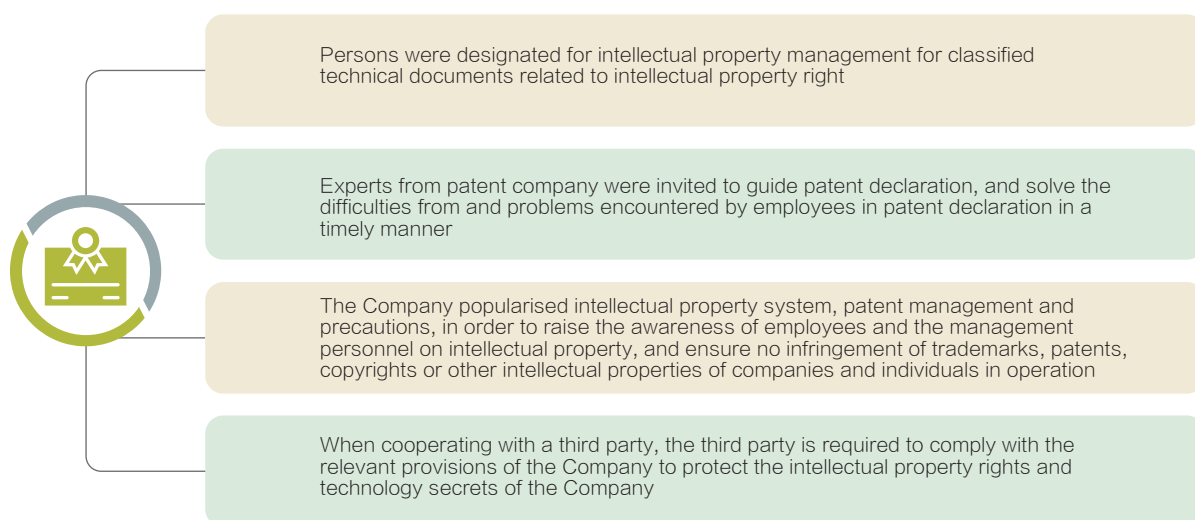 Persons were designated for intellectual property management for classified
technical documents related to intellectual property right
Experts from patent company were invited to guide patent declaration, and solve the
difficulties from and problems encountered by employees in patent declaration in a
timely manner
The Company popularised intellectual property system, patent management and
precautions, in order to raise the awareness of employees and the management
personnel on intellectual property, and ensure no infringement of trademarks, patents,
copyrights or other intellectual properties of companies and individuals in operation
When cooperating with a third party, the third party is required to comply with the
relevant provisions of the Company to protect the intellectual property rights and
technology secrets of the Company